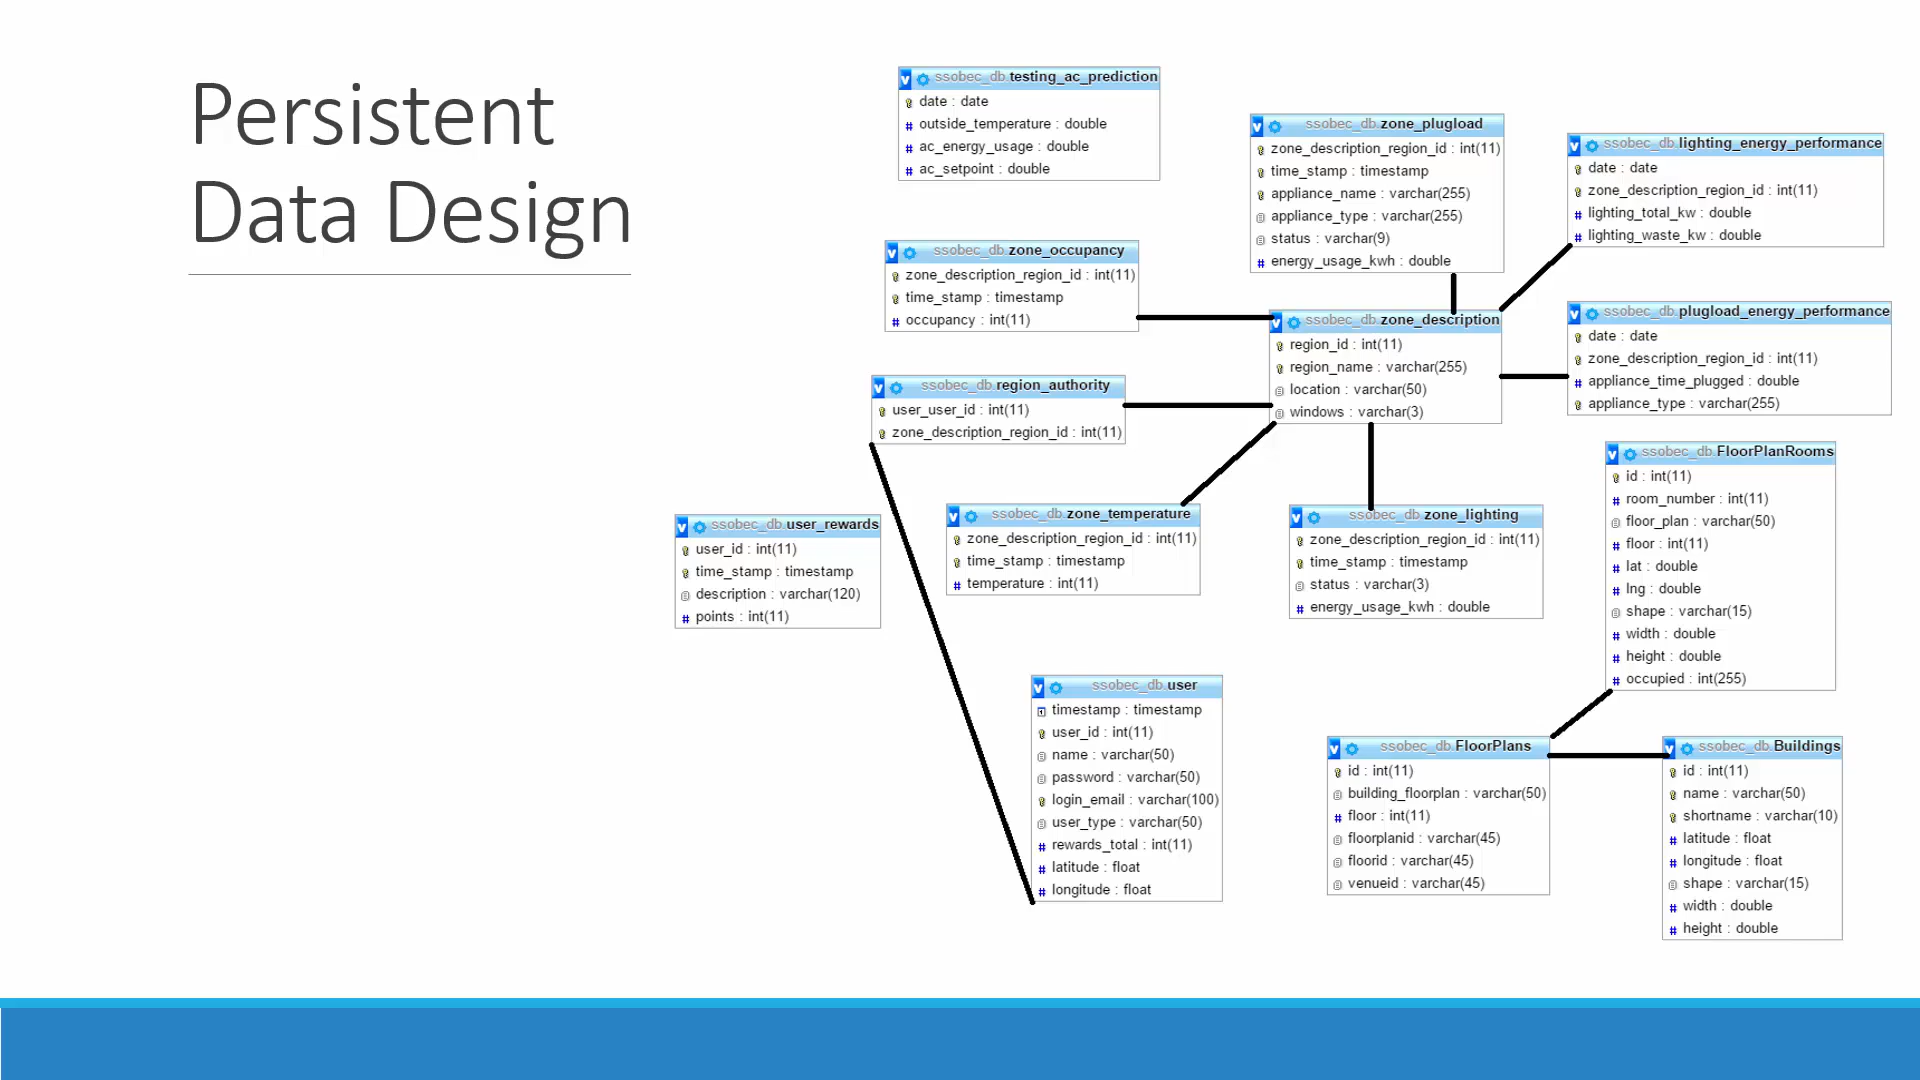 Persistent
Data Design
ssobec_db.testing_ac_prediction
date : date
outside_temperature : double
ac_energy_usage : double
ac_setpoint : double
ssobec_db.zone_plugload
zone_description_region_id : int(11)
time_stamp : timestamp
appliance_name : varchar(255)
appliance_type : varchar(255)
status : varchar(9)
energy_usage_kwh : double
ssobec_db.lighting_energy_performance
date : date
zone_description_region_id : int(11)
lighting_total_kw : double
lighting_waste_kw : double
ssobec_db.zone_occupancy
zone_description_region_id : int(11)
time_stamp : timestamp
occupancy : int(11)
ssobec_db.zone_description
region_id : int(11)
region_name : varchar(255)
location : varchar(50)
windows : varchar(3)
ssobec_db.plugload_energy_performance
date : date
zone_description_region_id : int(11)
appliance_time_plugged : double
appliance_type : varchar(255)
ssobec_db.region_authority
user_user_id : int(11)
zone_description_region_id : int(11)
ssobec_db.FloorPlanRooms
id : int(11)
room_number : int(11)
floor_plan : varchar(50)
floor : int(11)
lat : double
lng : double
shape : varchar(15)
width : double
height : double
occupied : int(255)
ssobec_db.user_rewards
user_id : int(11)
time_stamp : timestamp
description : varchar(120)
points : int(11)
ssobec_db.zone_temperature
zone_description_region_id : int(11)
time_stamp : timestamp
temperature : int(11)
ssobec_db.zone_lighting
zone_description_region_id : int(11)
time_stamp : timestamp
status : varchar(3)
energy_usage_kwh : double
ssobec_db.user
timestamp : timestamp
user_id : int(11)
name : varchar(50)
password : varchar(50)
login_email : varchar(100)
user_type : varchar(50)
rewards_total : int(11)
latitude : float
longitude : float
ssobec_db.FloorPlans
id : int(11)
building_floorplan : varchar(50)
floor : int(11)
floorplanid : varchar(45)
floorid : varchar(45)
venueid : varchar(45)
ssobec_db.Buildings
id : int(11)
name : varchar(50)
shortname : varchar(10)
latitude : float
longitude : float
shape : varchar(15)
width : double
height : double